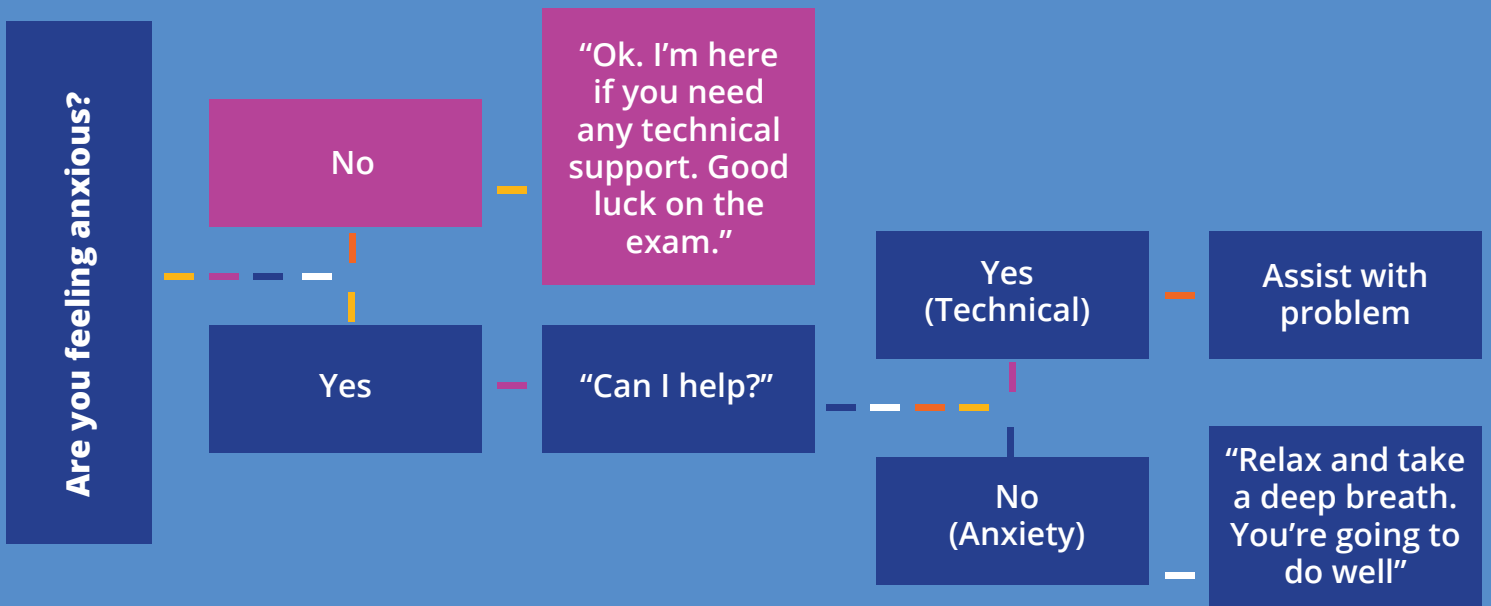 Are you feeling anxious?
No
“Ok. I’m here
if you need
any technical
support. Good
luck on the
exam.”
Yes
“Can I help?”
Yes
(Technical)
Assist with
problem
No
(Anxiety)
“Relax and take
a deep breath.
You’re going to
do well”